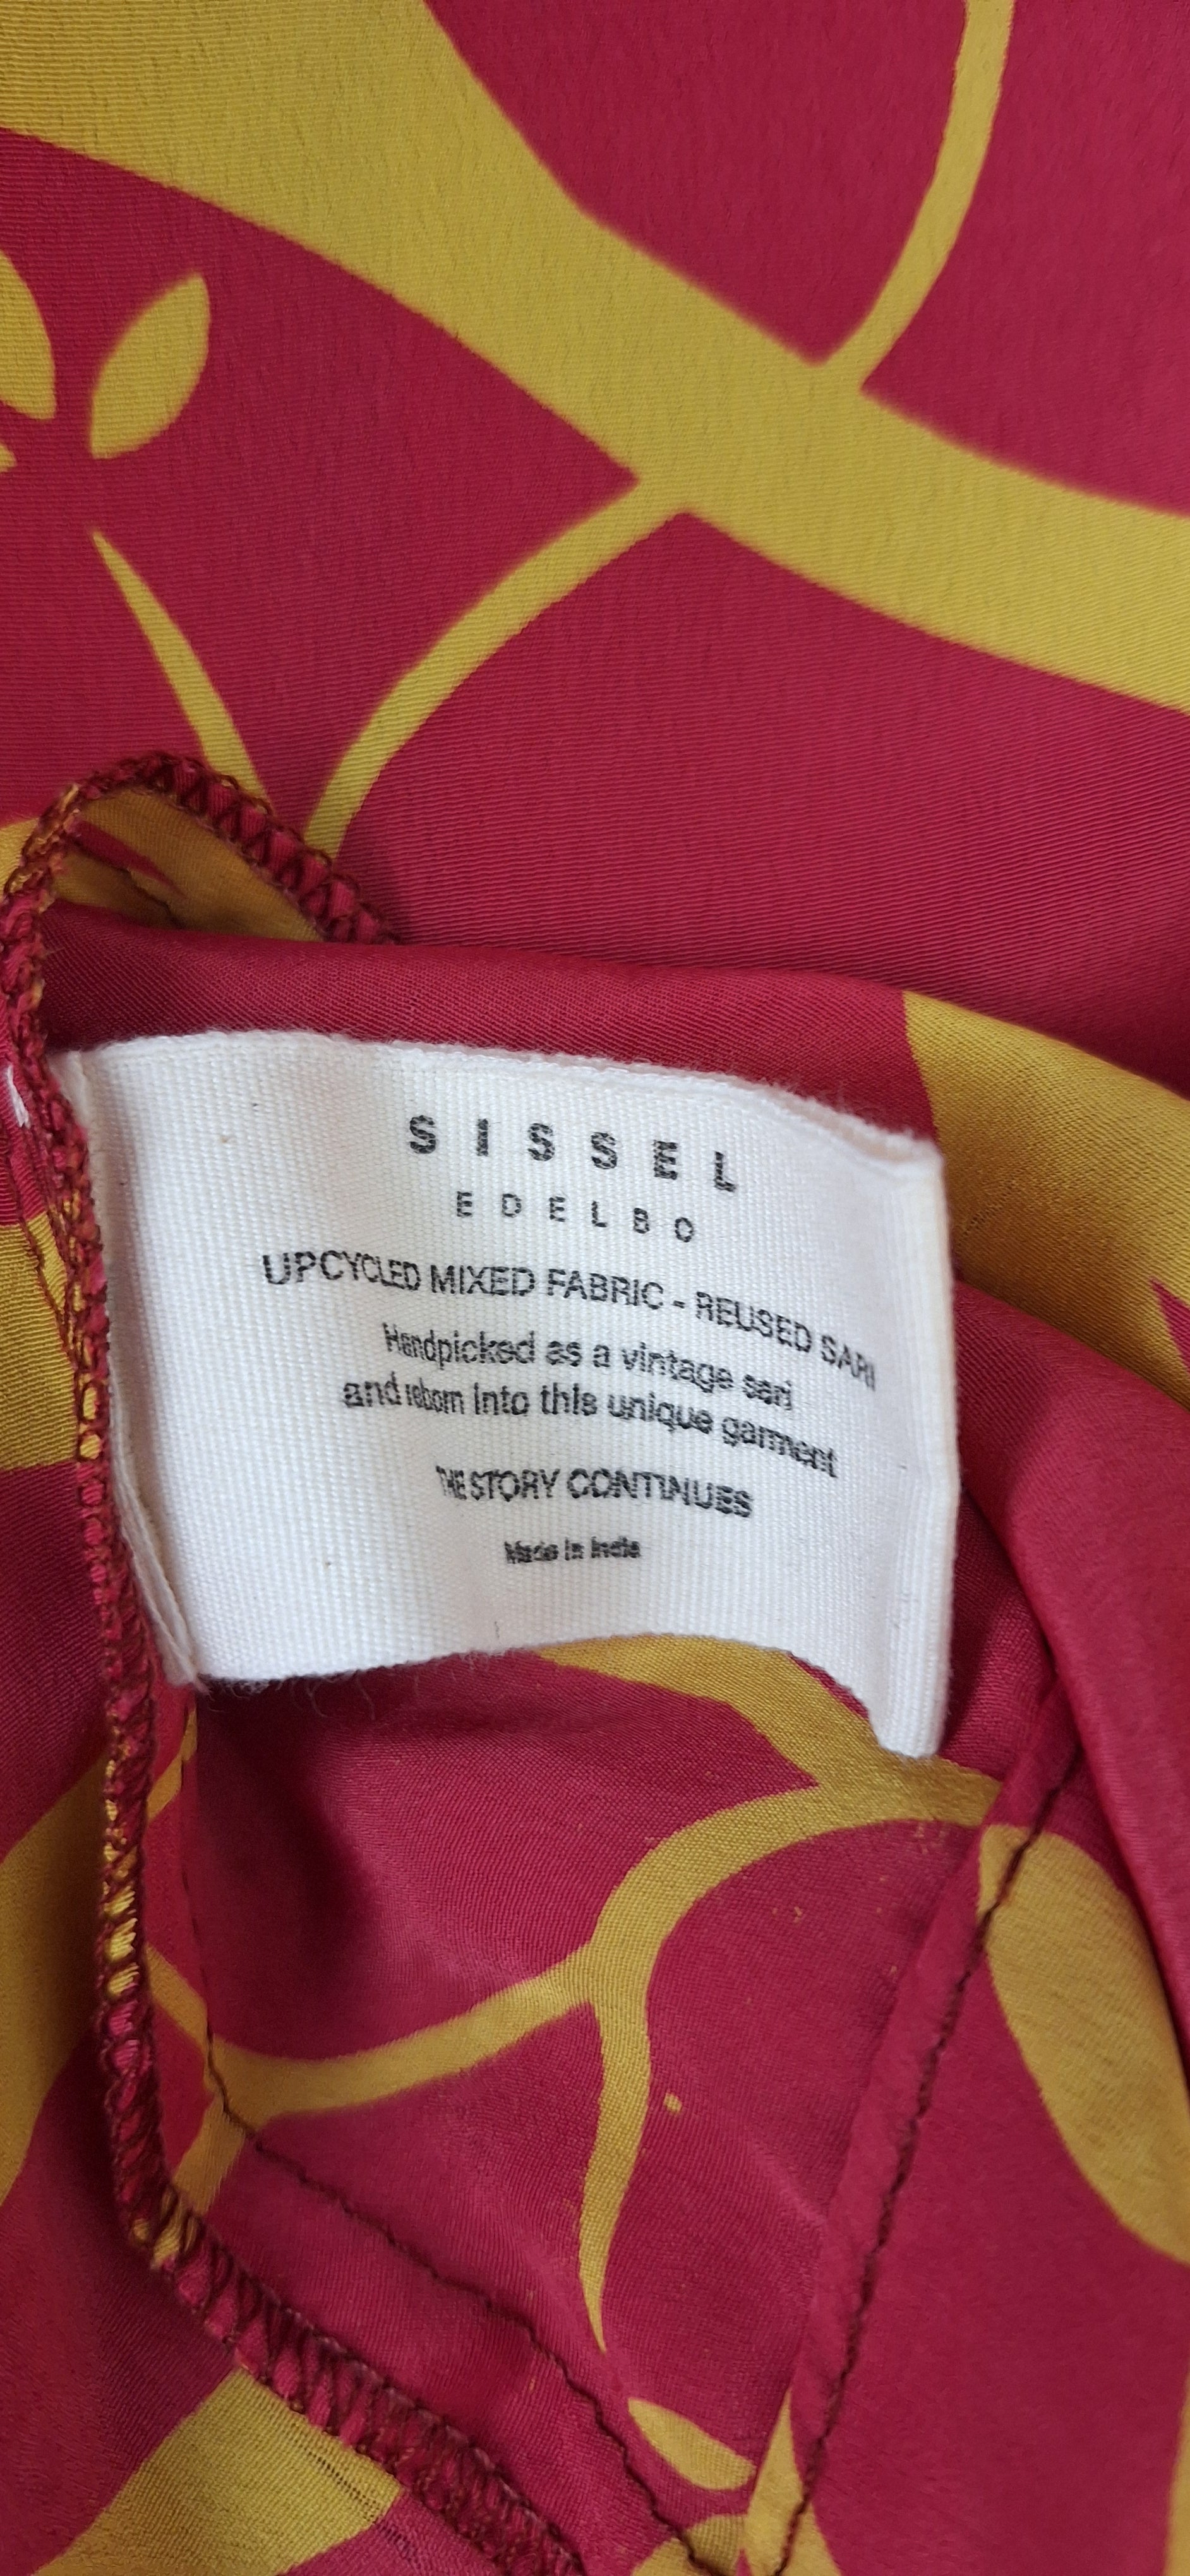 SISSEL
EDELBO
UPCYCLED MIXED FABRIC - REUSED SARI
Handpicked as a vintage sari
and reborn into this unique garment
THE STORY CONTINUES
Made in India